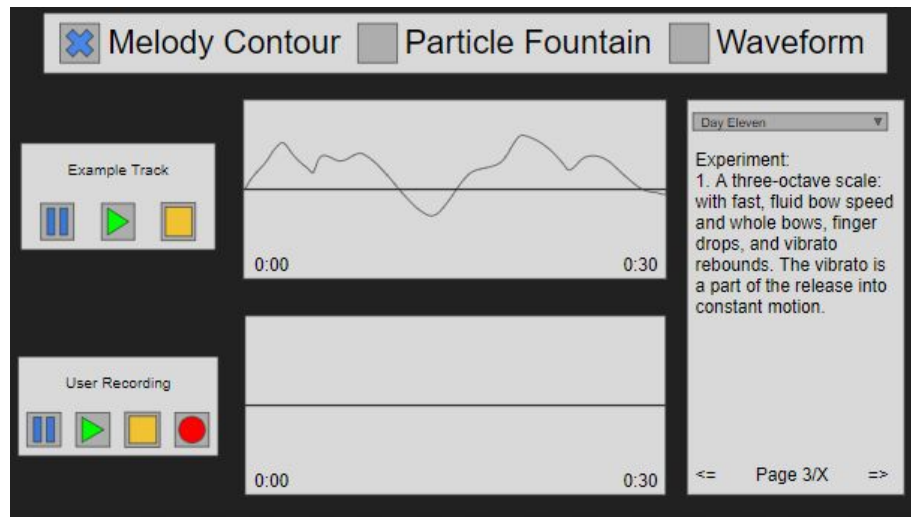 Melody Contour Particle Fountain Waveform
Example Track
0:00 0:30
User Recording
0:00 0:30
Day Eleven
Experiment:
1. A three-octave scale:
with fast, fluid bow speed
and whole bows, finger
drops, and vibrato
rebounds. The vibrato is
a part of the release into
constant motion.
<= Page 3/X =>